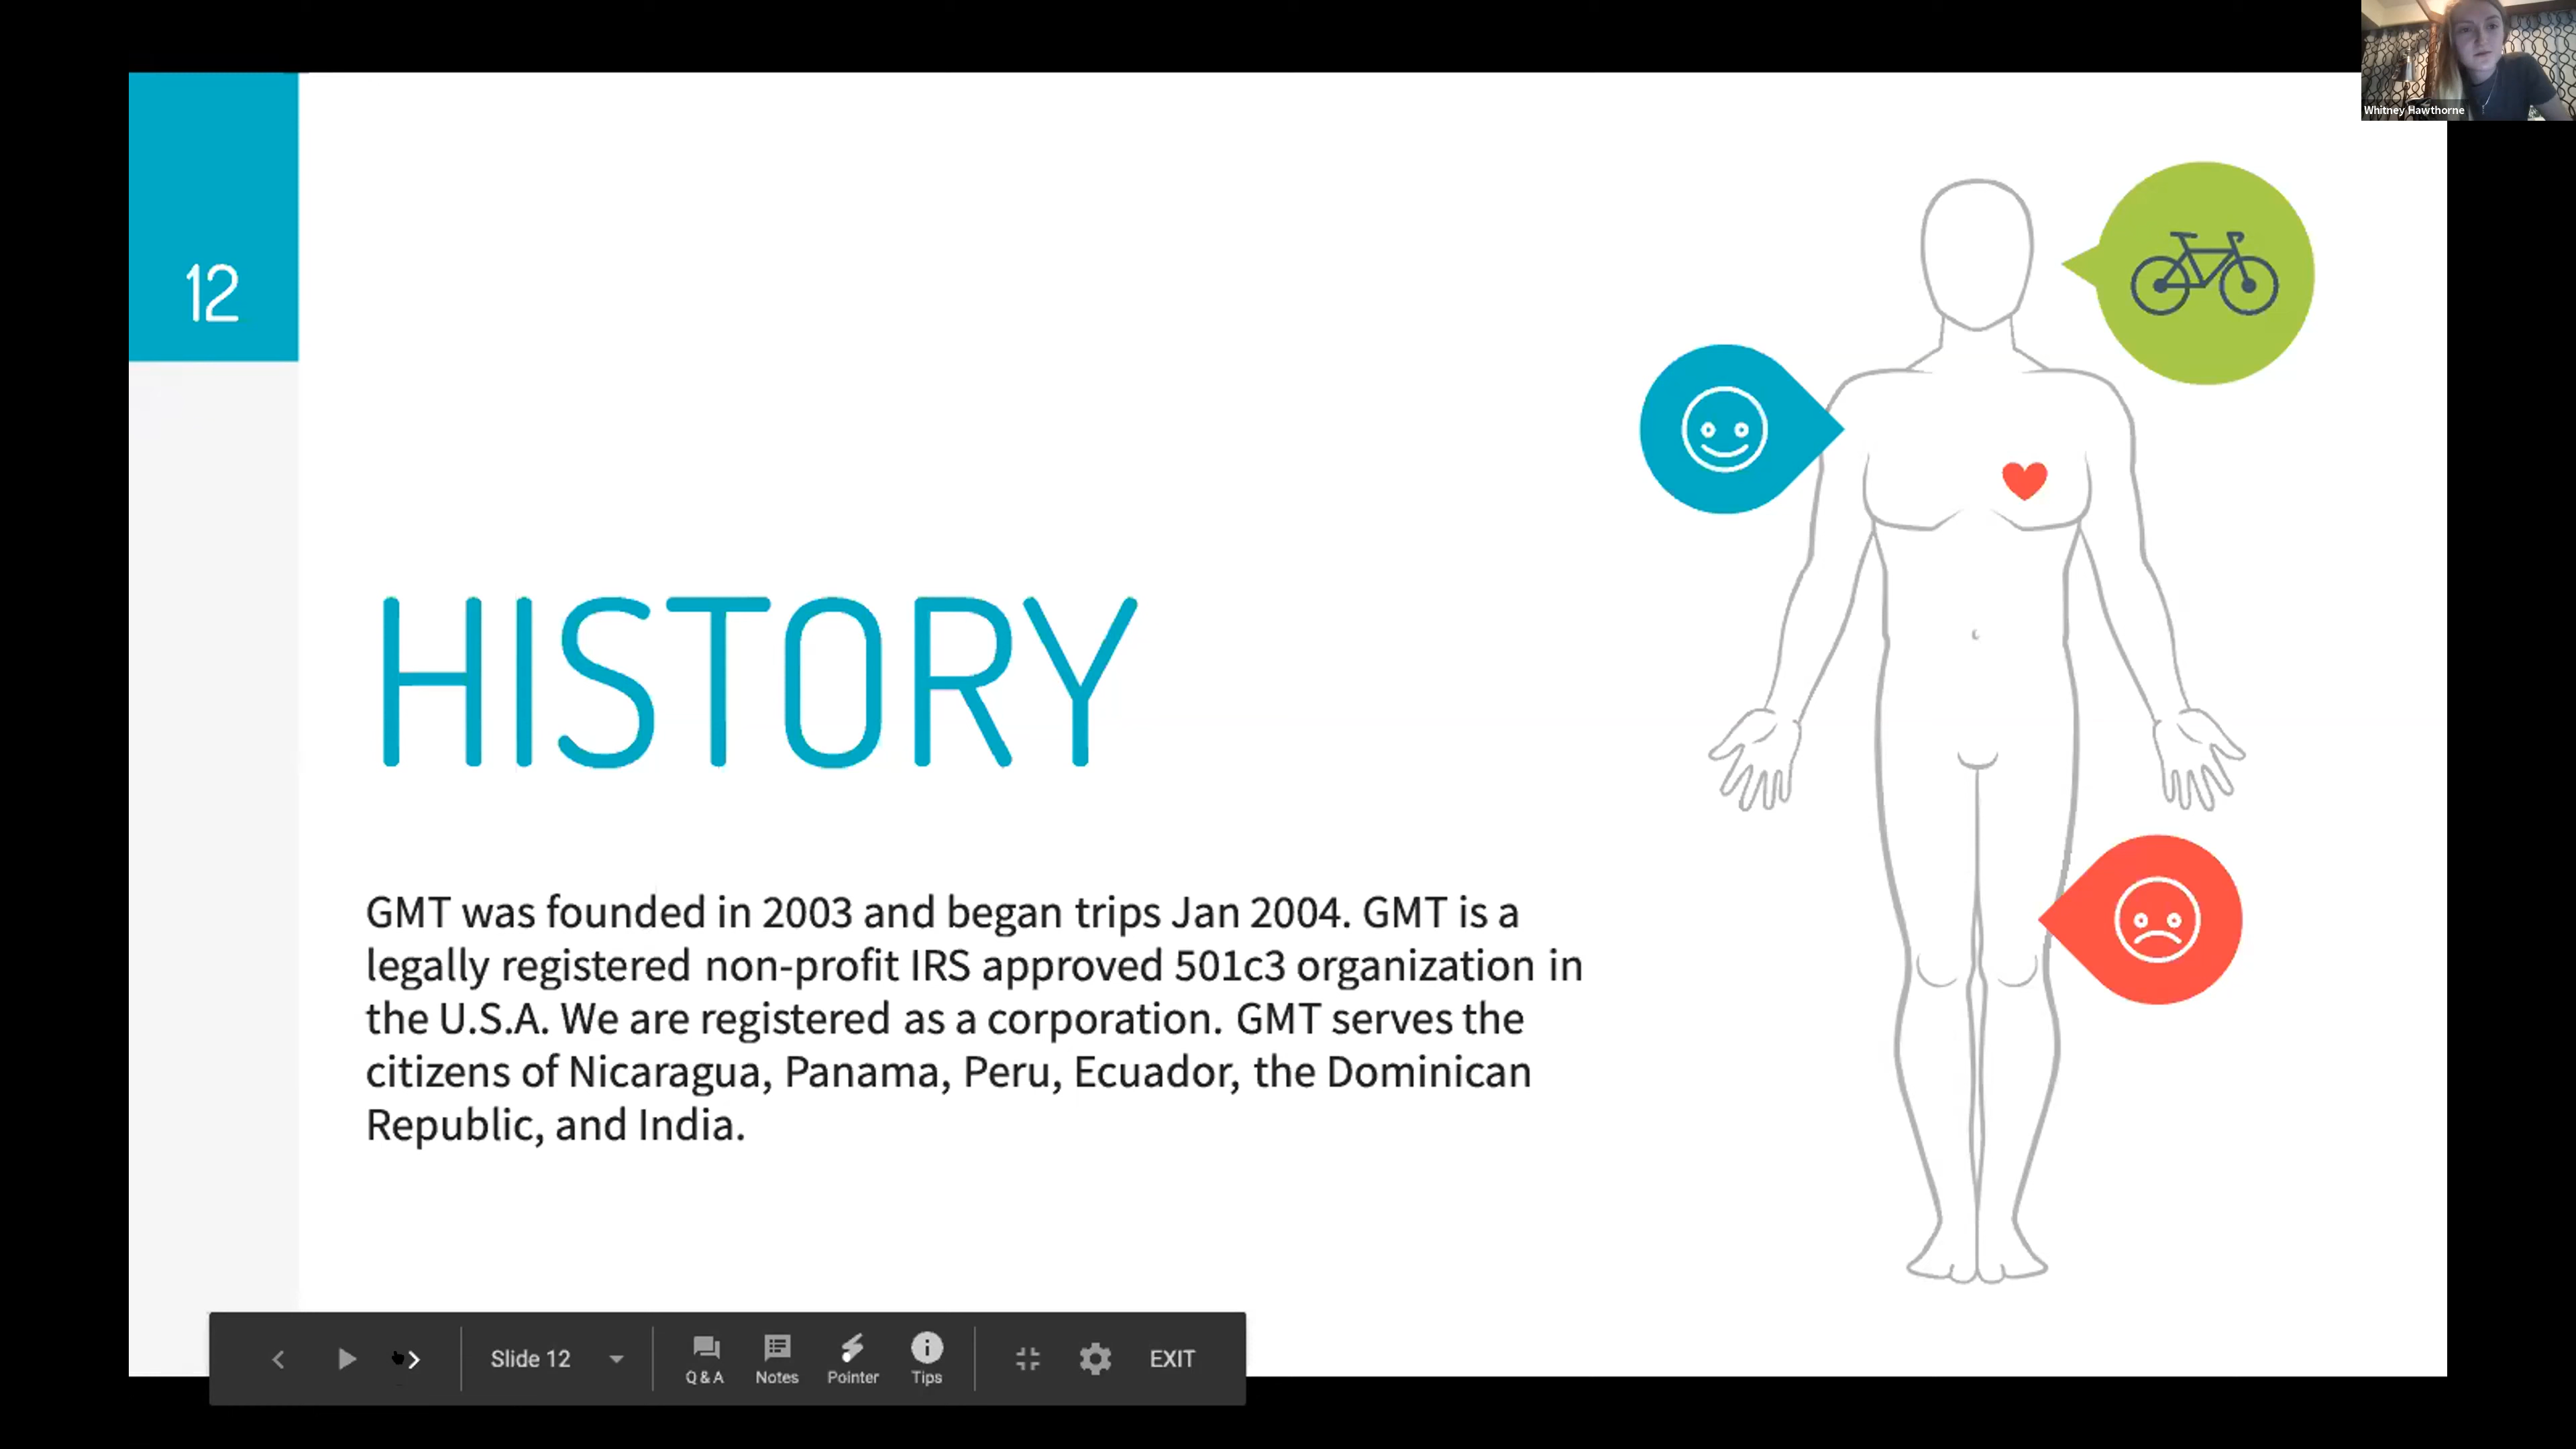 Whitney Hawthorne
12
HISTORY
GMT was founded in 2003 and began trips Jan 2004. GMT is a
legally registered non-profit IRS approved 501c3 organization in
the U.S.A. We are registered as a corporation. GMT serves the
citizens of Nicaragua, Panama, Peru, Ecuador, the Dominican
Republic, and India.
Slide 12
Q & A
Notes
Pointer
Tips
EXIT